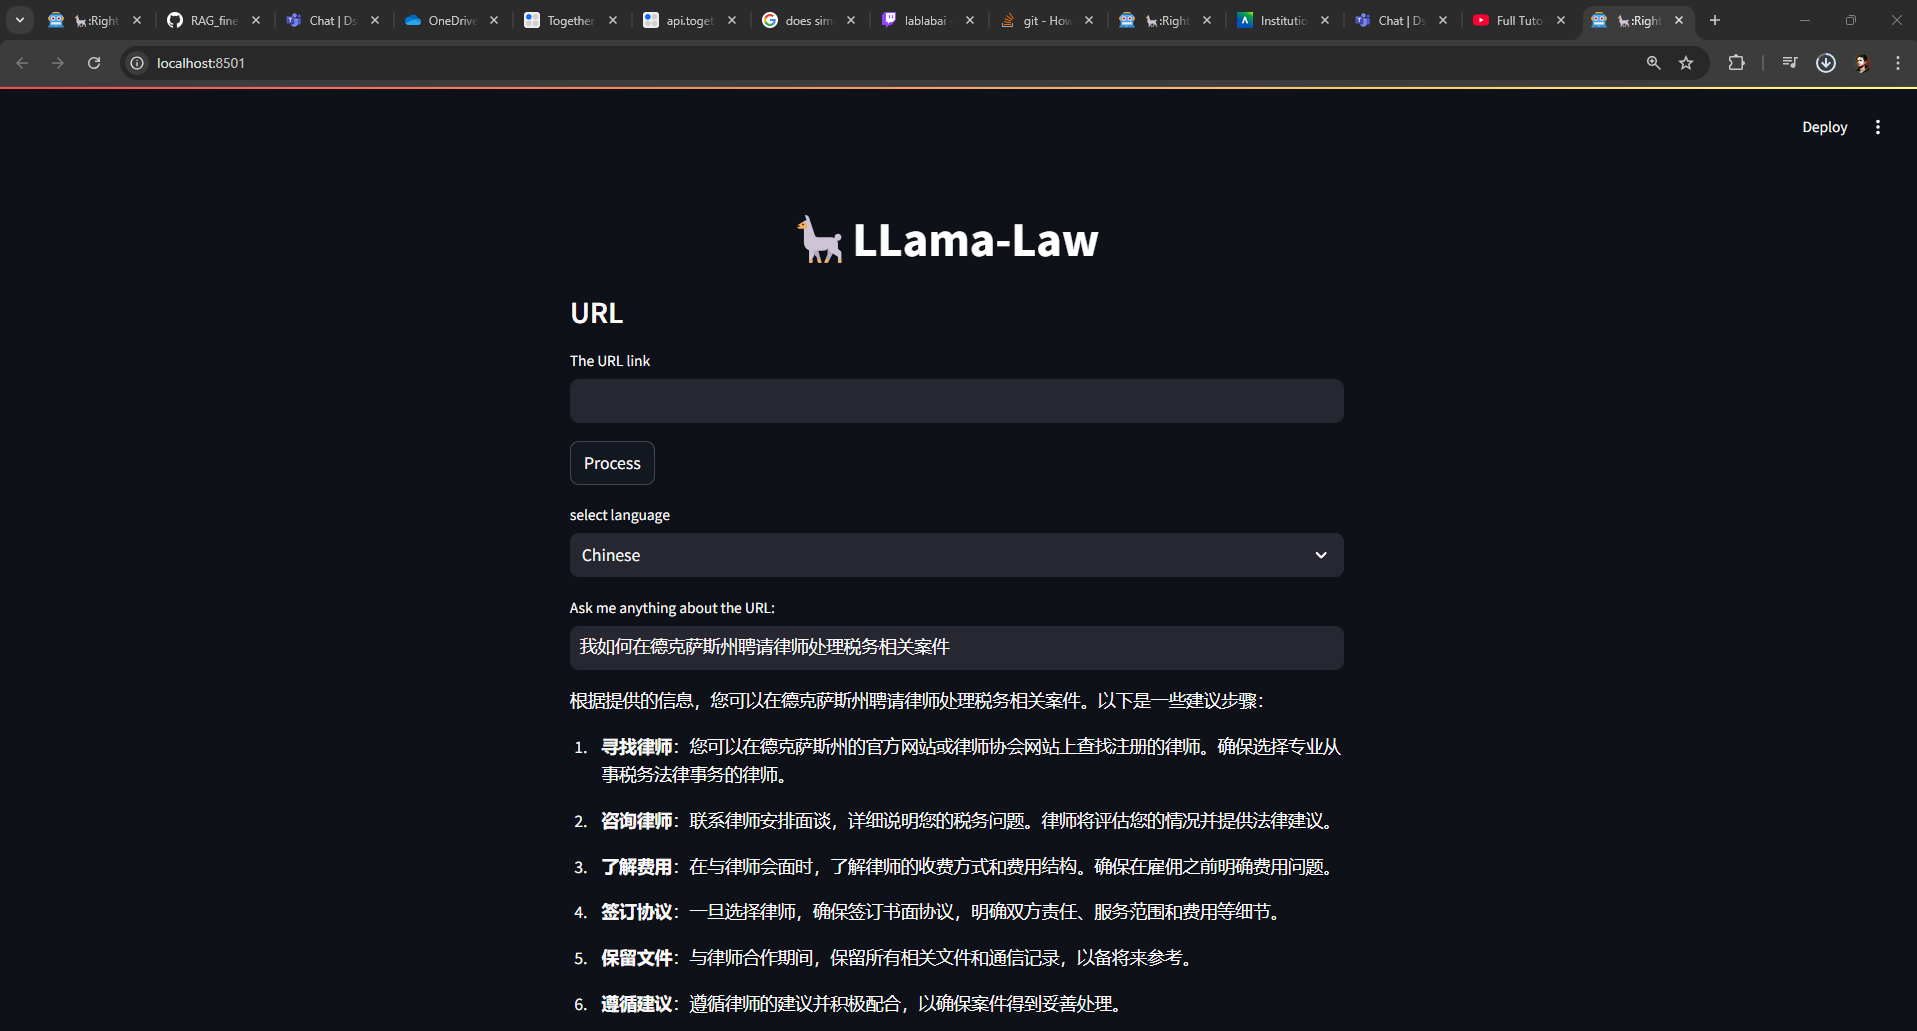 :Right
RAG_fine
Chat | Ds
OneDrive
Together
api.toget
does sim
lablabai
git - How
:Right
Institutio
Chat | Ds
Full Tuto
:Right
localhost:8501
Deploy
LLama-Law
URL
The URL link
Process
select language
Chinese
Ask me anything about the URL:
我如何在德克萨斯州聘请律师处理税务相关案件
根据提供的信息，您可以在德克萨斯州聘请律师处理税务相关案件。以下是一些建议步骤：
1. 寻找律师：您可以在德克萨斯州的官方网站或律师协会网站上查找注册的律师。确保选择专业从
事税务法律事务的律师。
2. 咨询律师：联系律师安排面谈，详细说明您的税务问题。律师将评估您的情况并提供法律建议。
3. 了解费用：在与律师会面时，了解律师的收费方式和费用结构。确保在雇佣之前明确费用问题。
4. 签订协议：一旦选择律师，确保签订书面协议，明确双方责任、服务范围和费用等细节。
5. 保留文件：与律师合作期间，保留所有相关文件和通信记录，以备将来参考。
6. 遵循建议：遵循律师的建议并积极配合，以确保案件得到妥善处理。